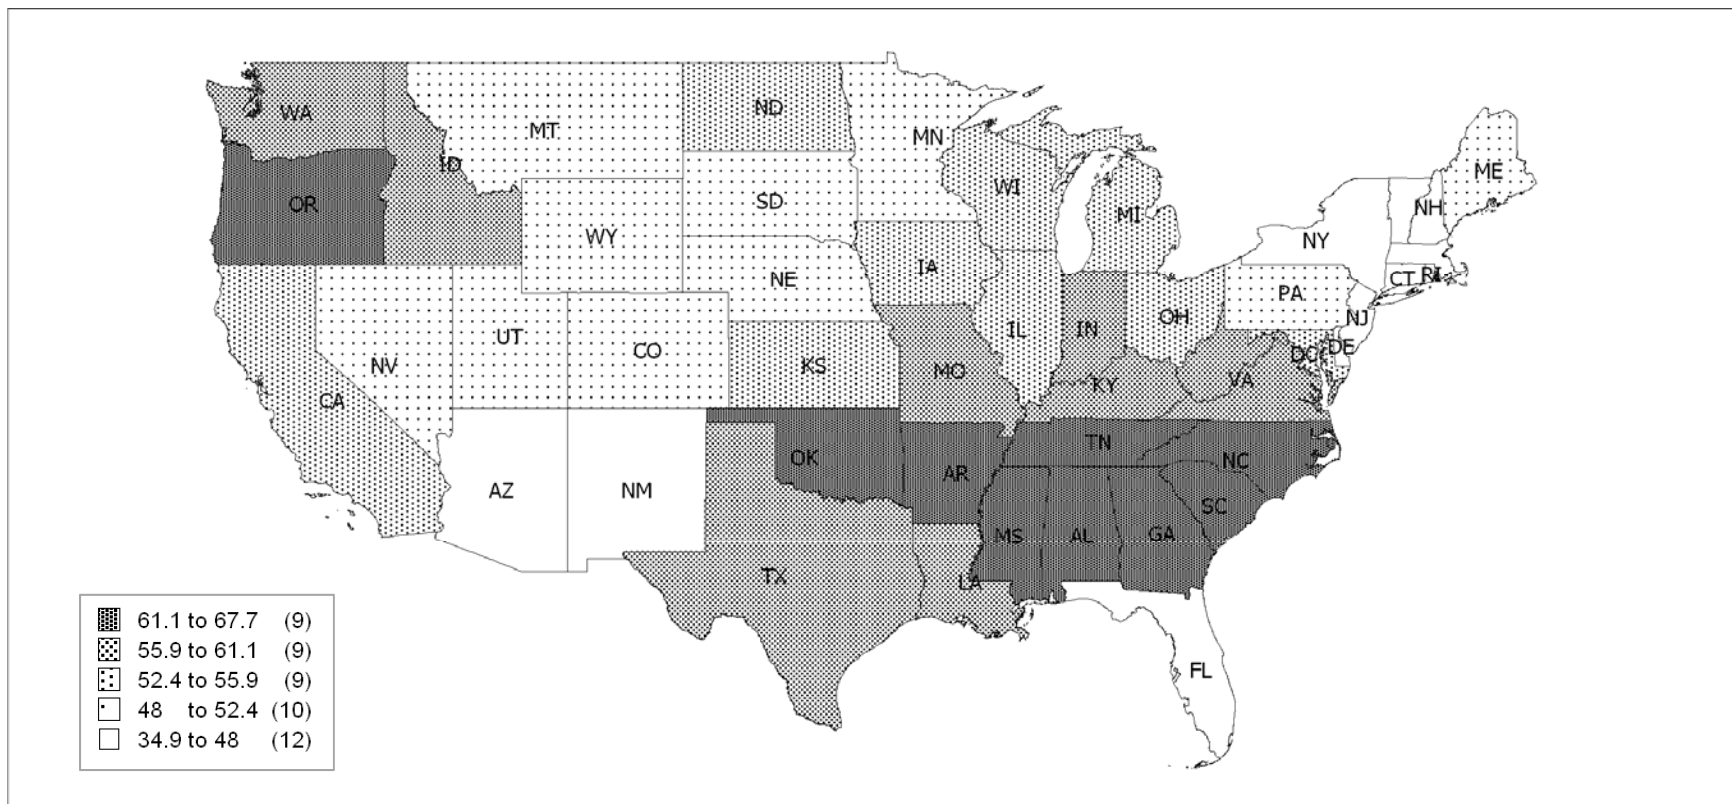 WA
MT
ND
MN
ME
ID
WI
OR
SD
MI
NH
WY
NY
IA
NE
CT RI
PA
OH
NJ
IL
IN
UT
CO
DC
DE
NV
KS
MO
VA
KY
CA
TN
OK
NC
AR
AZ
NM
SC
MS
AL
GA
TX
LA
FL
61.1 to 67.7 (9)
55.9 to 61.1 (9)
52.4 to 55.9 (9)
48 to 52.4 (10)
34.9 to 48 (12)